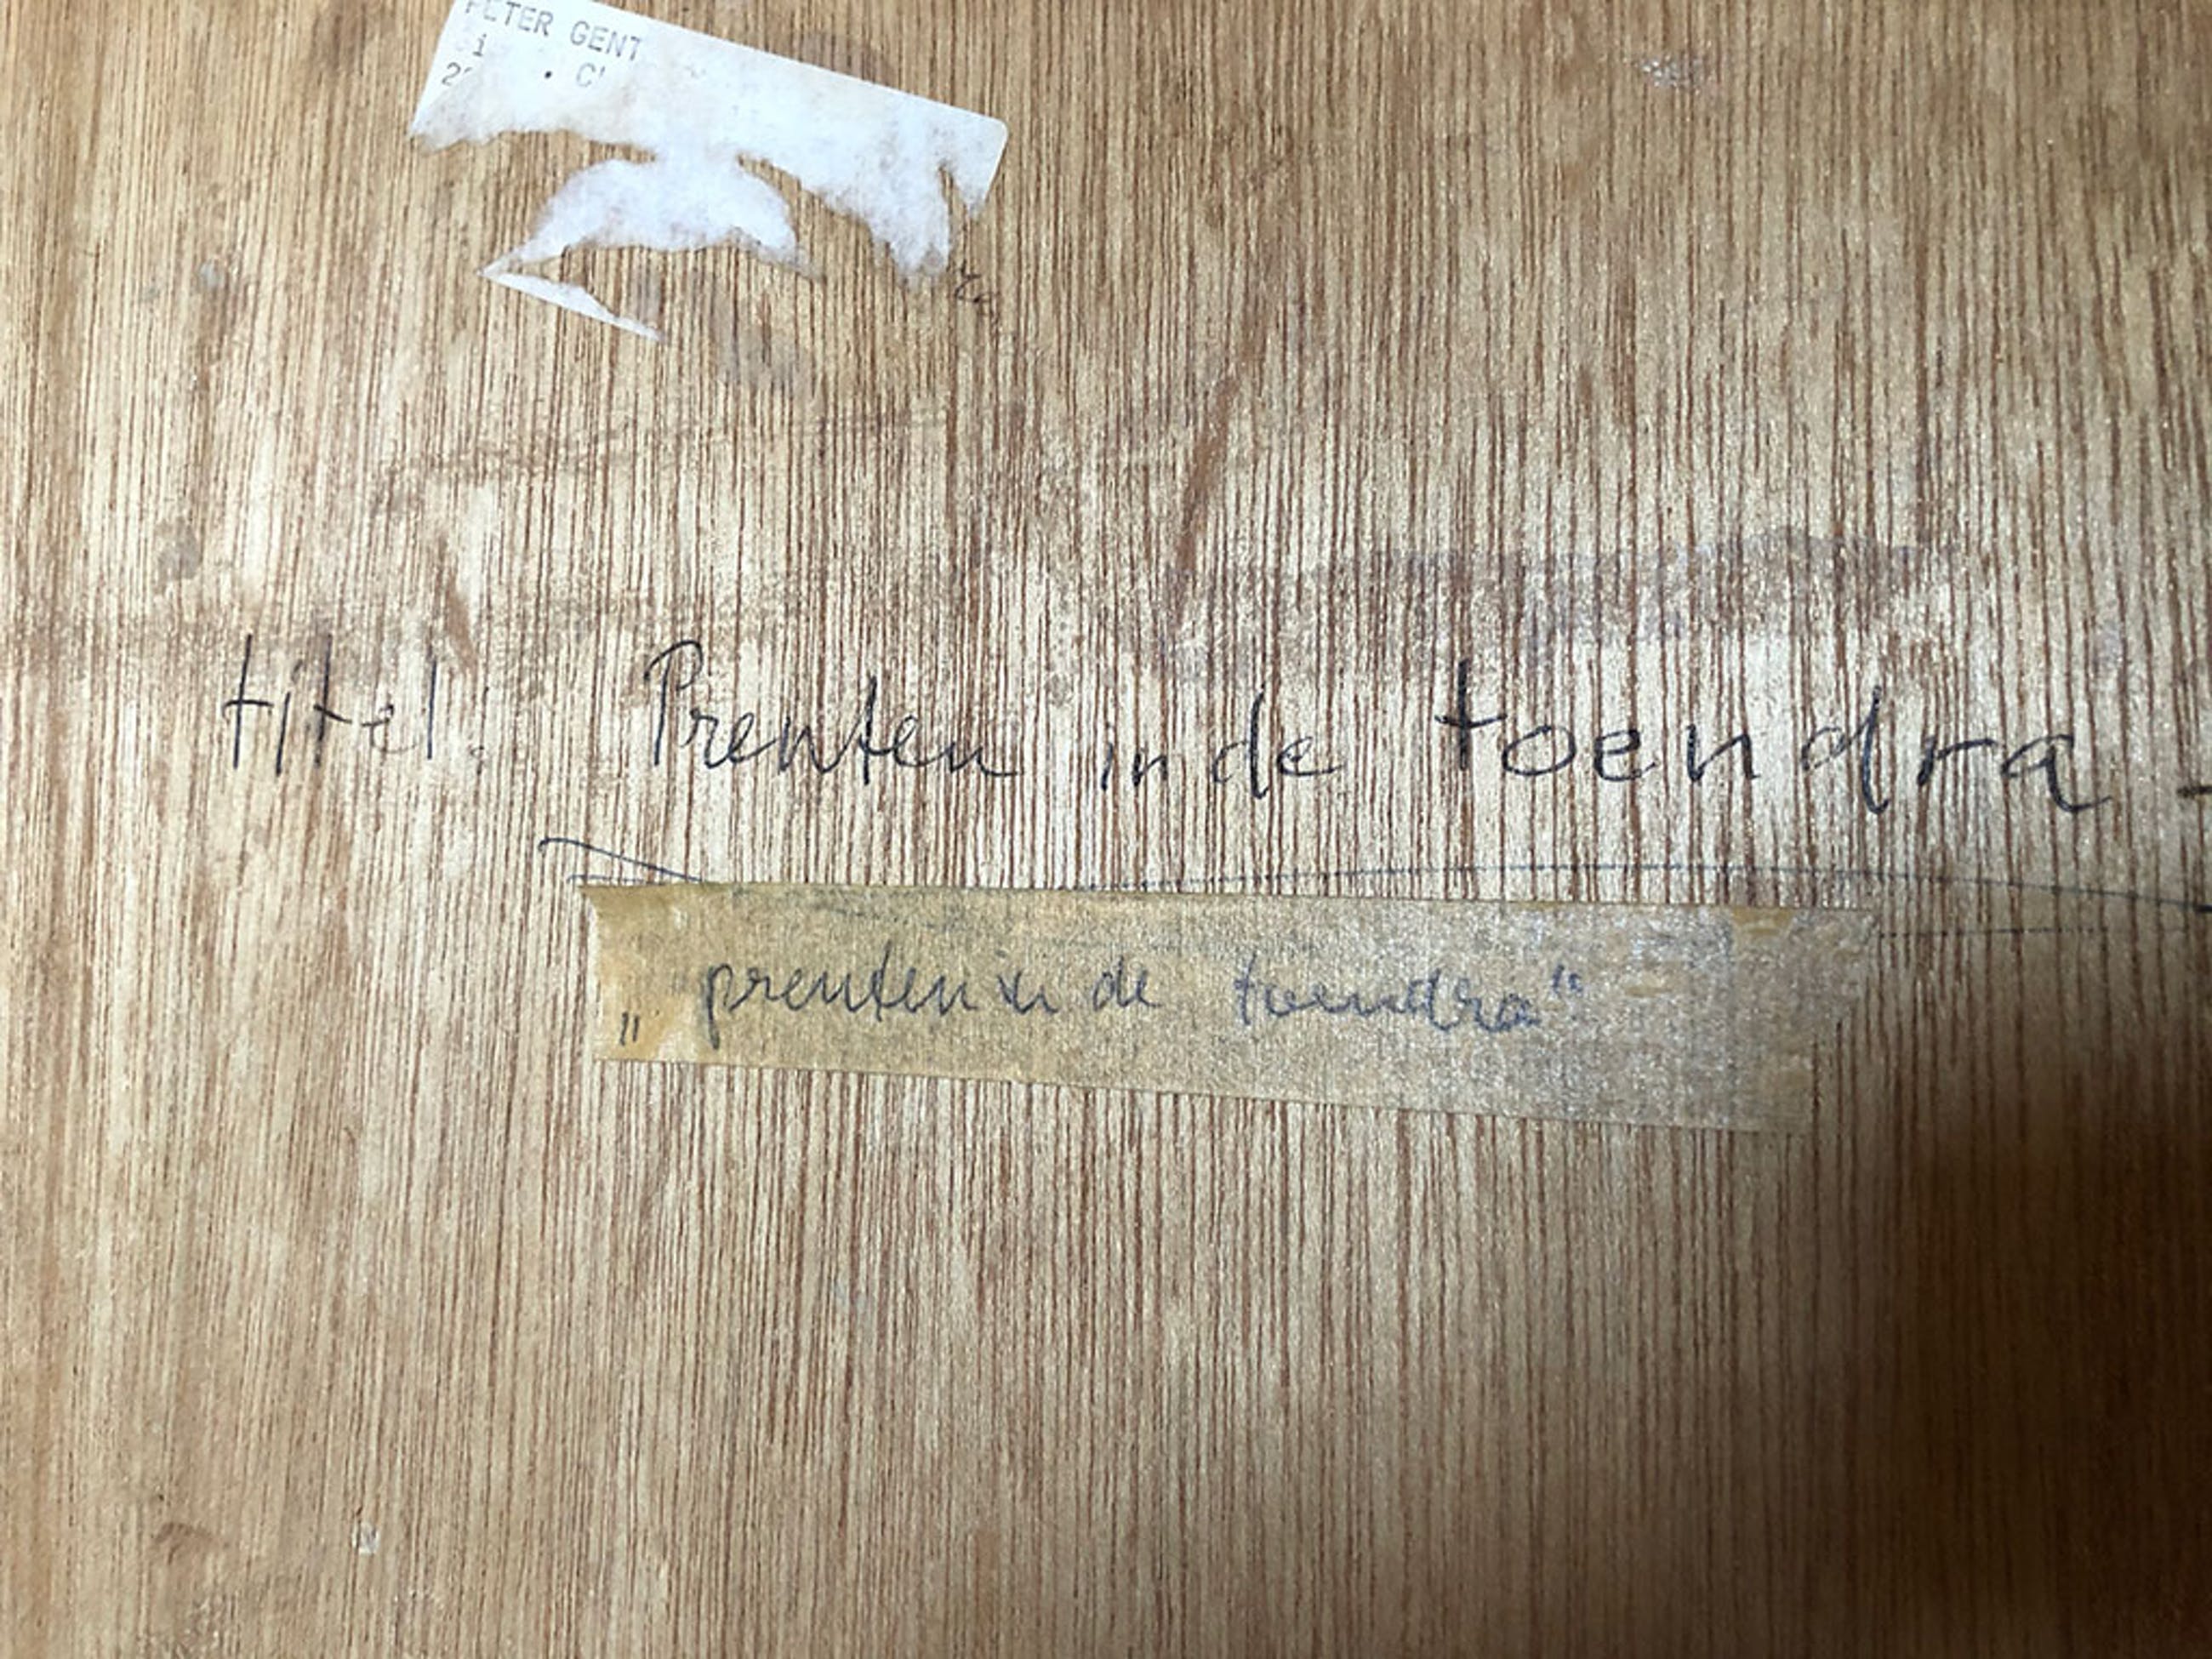 PETER GENT
titel: Prenten in de toendra -
„ prenten in de toendra "